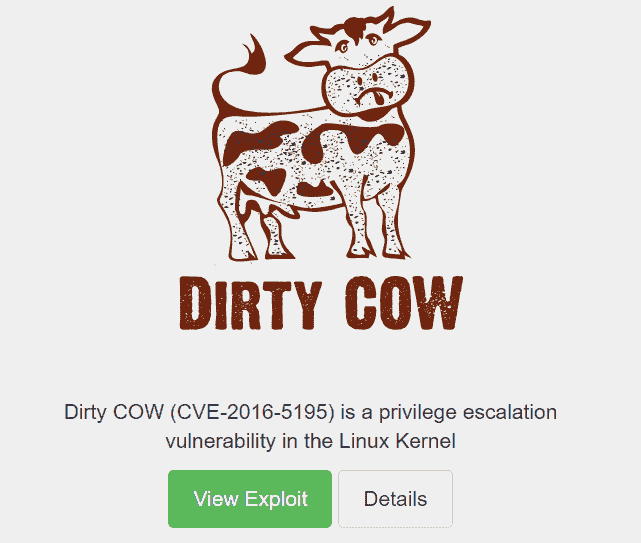 DIRTY COW
Dirty COW (CVE-2016-5195) is a privilege escalation
vulnerability in the Linux Kernel
View Exploit
Details